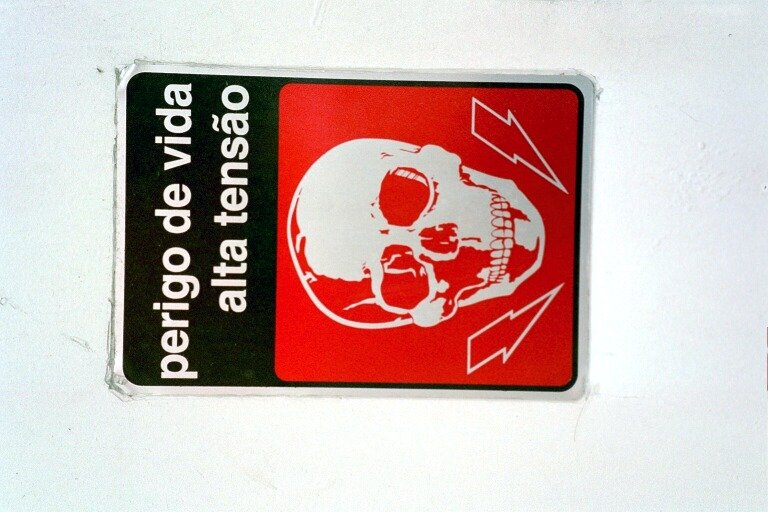 perigo de vida
alta tensão